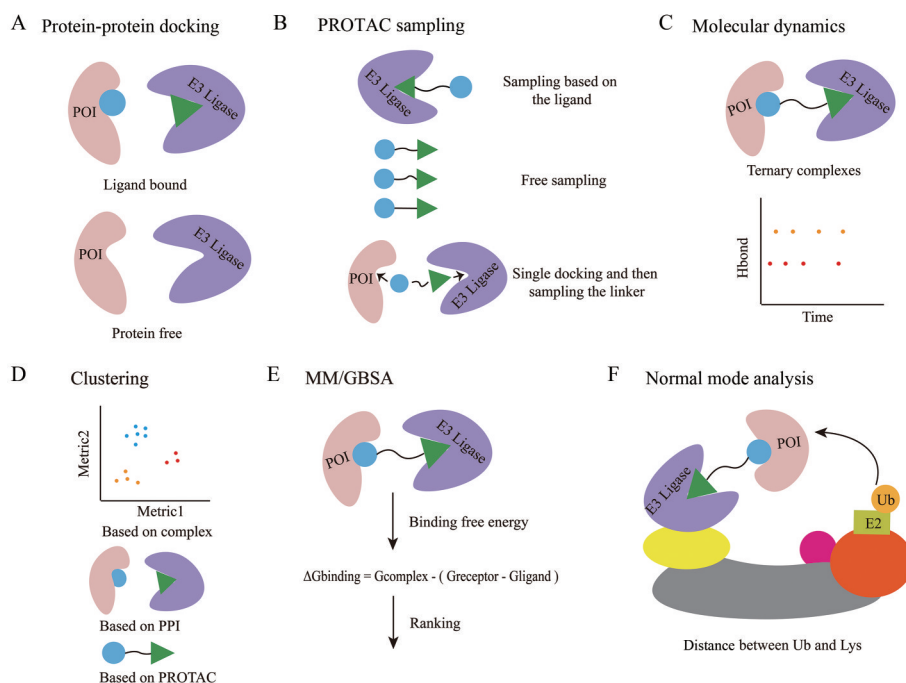 A Protein-protein docking
POI
E3 Ligase
Ligand bound
POI
E3 Ligase
Protein free
B PROTAC sampling
E3 Ligase
Sampling based on
the ligand
Free sampling
POI
E3 Ligase
Single docking and then
sampling the linker
C Molecular dynamics
POI
E3 Ligase
Ternary complexes
Hbond
Time
D Clustering
Metric2
Metric1
Based on complex
Based on PPI
Based on PROTAC
E MM/GBSA
POI
E3 Ligase
Binding free energy
ΔGbinding = Gcomplex - ( Greceptor - Gligand )
Ranking
F Normal mode analysis
E3 Ligase
POI
Ub
E2
Distance between Ub and Lys